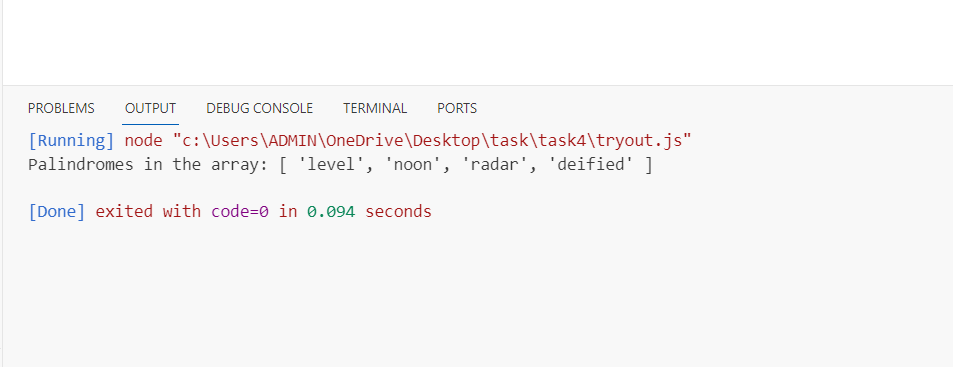 PROBLEMS OUTPUT DEBUG CONSOLE TERMINAL PORTS
[Running] node "c:\Users\ADMIN\OneDrive\Desktop\task\task4\tryout.js"
Palindromes in the array: [ 'level', 'noon', 'radar', 'deified' ]
[Done] exited with code=0 in 0.094 seconds